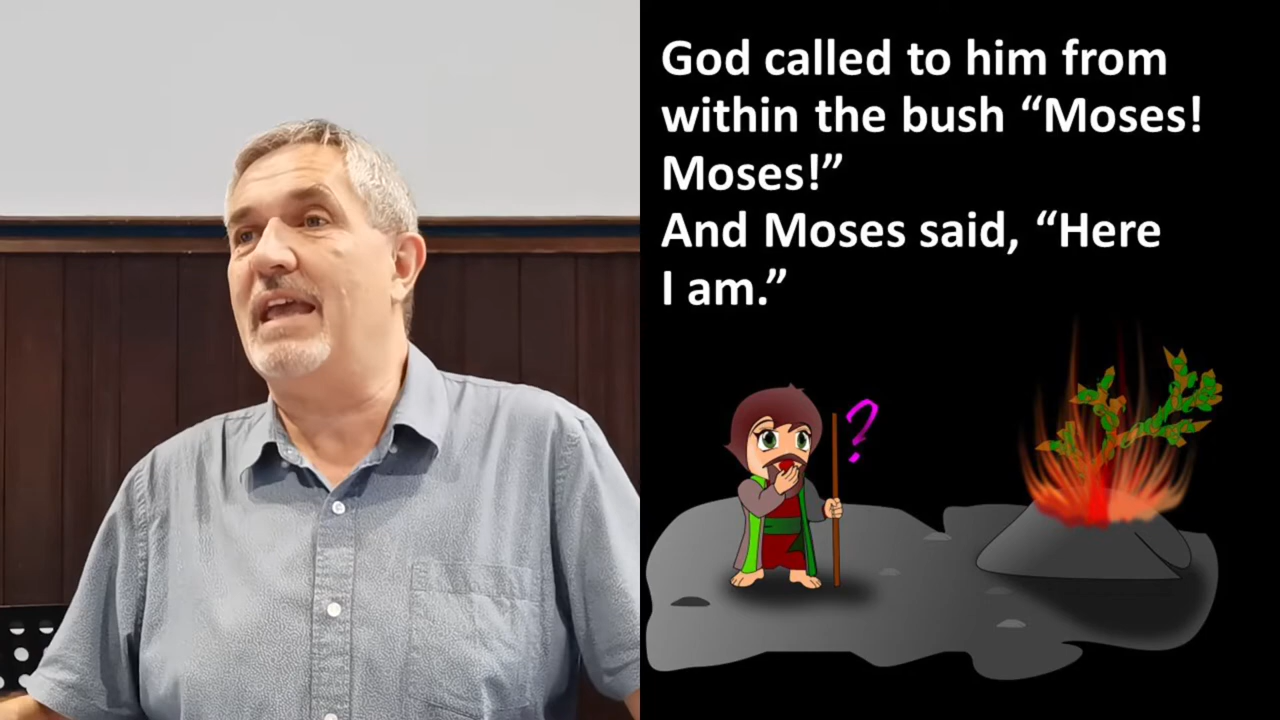 God called to him from
within the bush “Moses!
Moses!”
And Moses said, “Here
I am.”
?